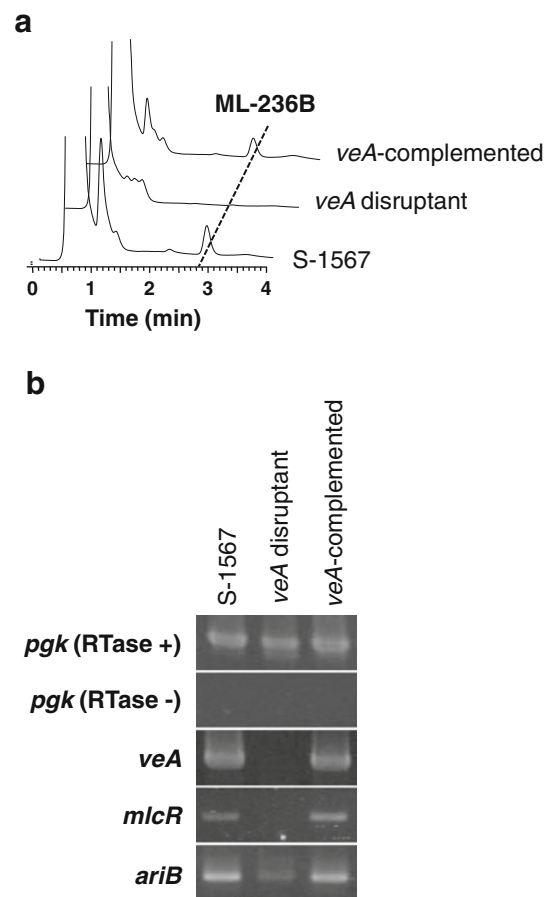 a
ML-236B
veA-complemented
veA disruptant
S-1567
0 1 2 3 4
Time (min)
b
S-1567
veA disruptant
veA-complemented
pgk (RTase +)
pgk (RTase -)
veA
mlcR
ariB